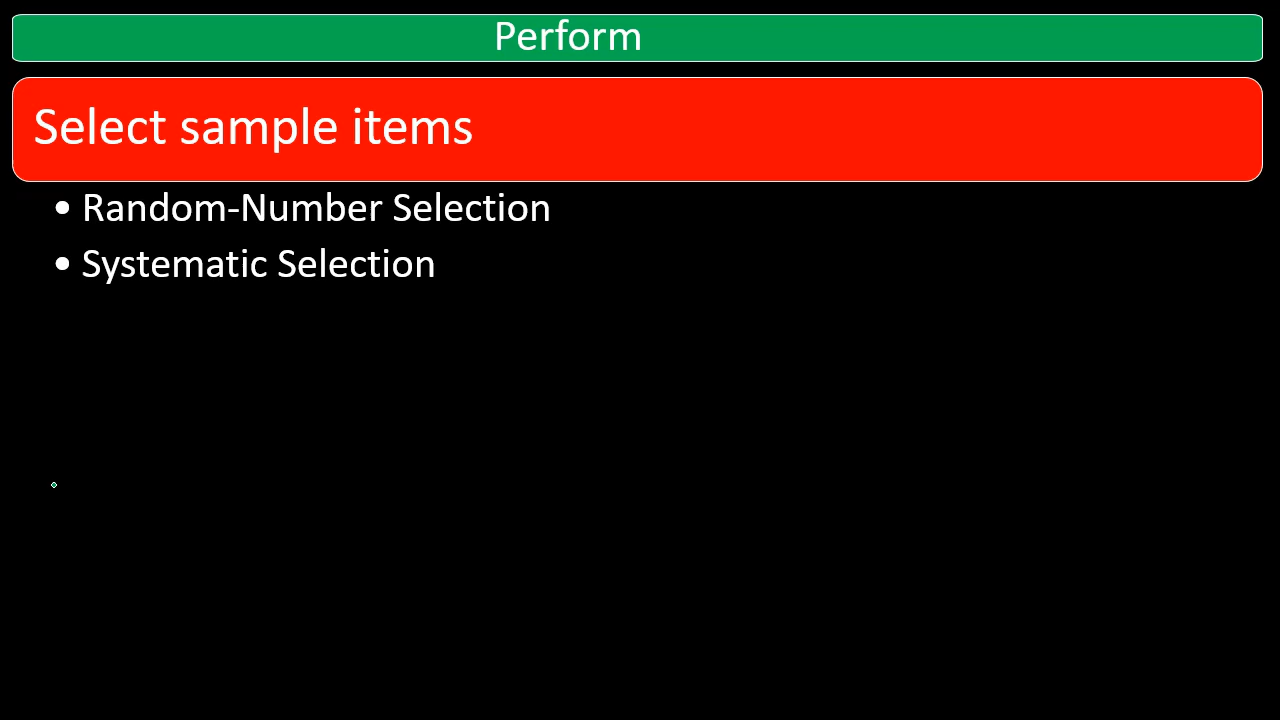 Perform
Select sample items
• Random-Number Selection
• Systematic Selection